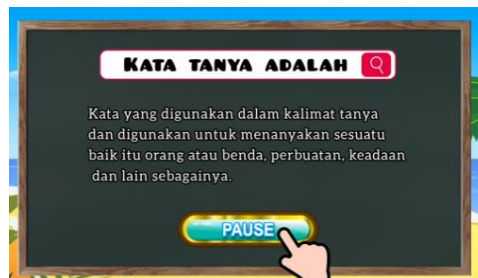 KATA TANYA ADALAH
Kata yang digunakan dalam kalimat tanya
dan digunakan untuk menanyakan sesuatu
baik itu orang atau benda, perbuatan, keadaan
dan lain sebagainya.
PAUSE